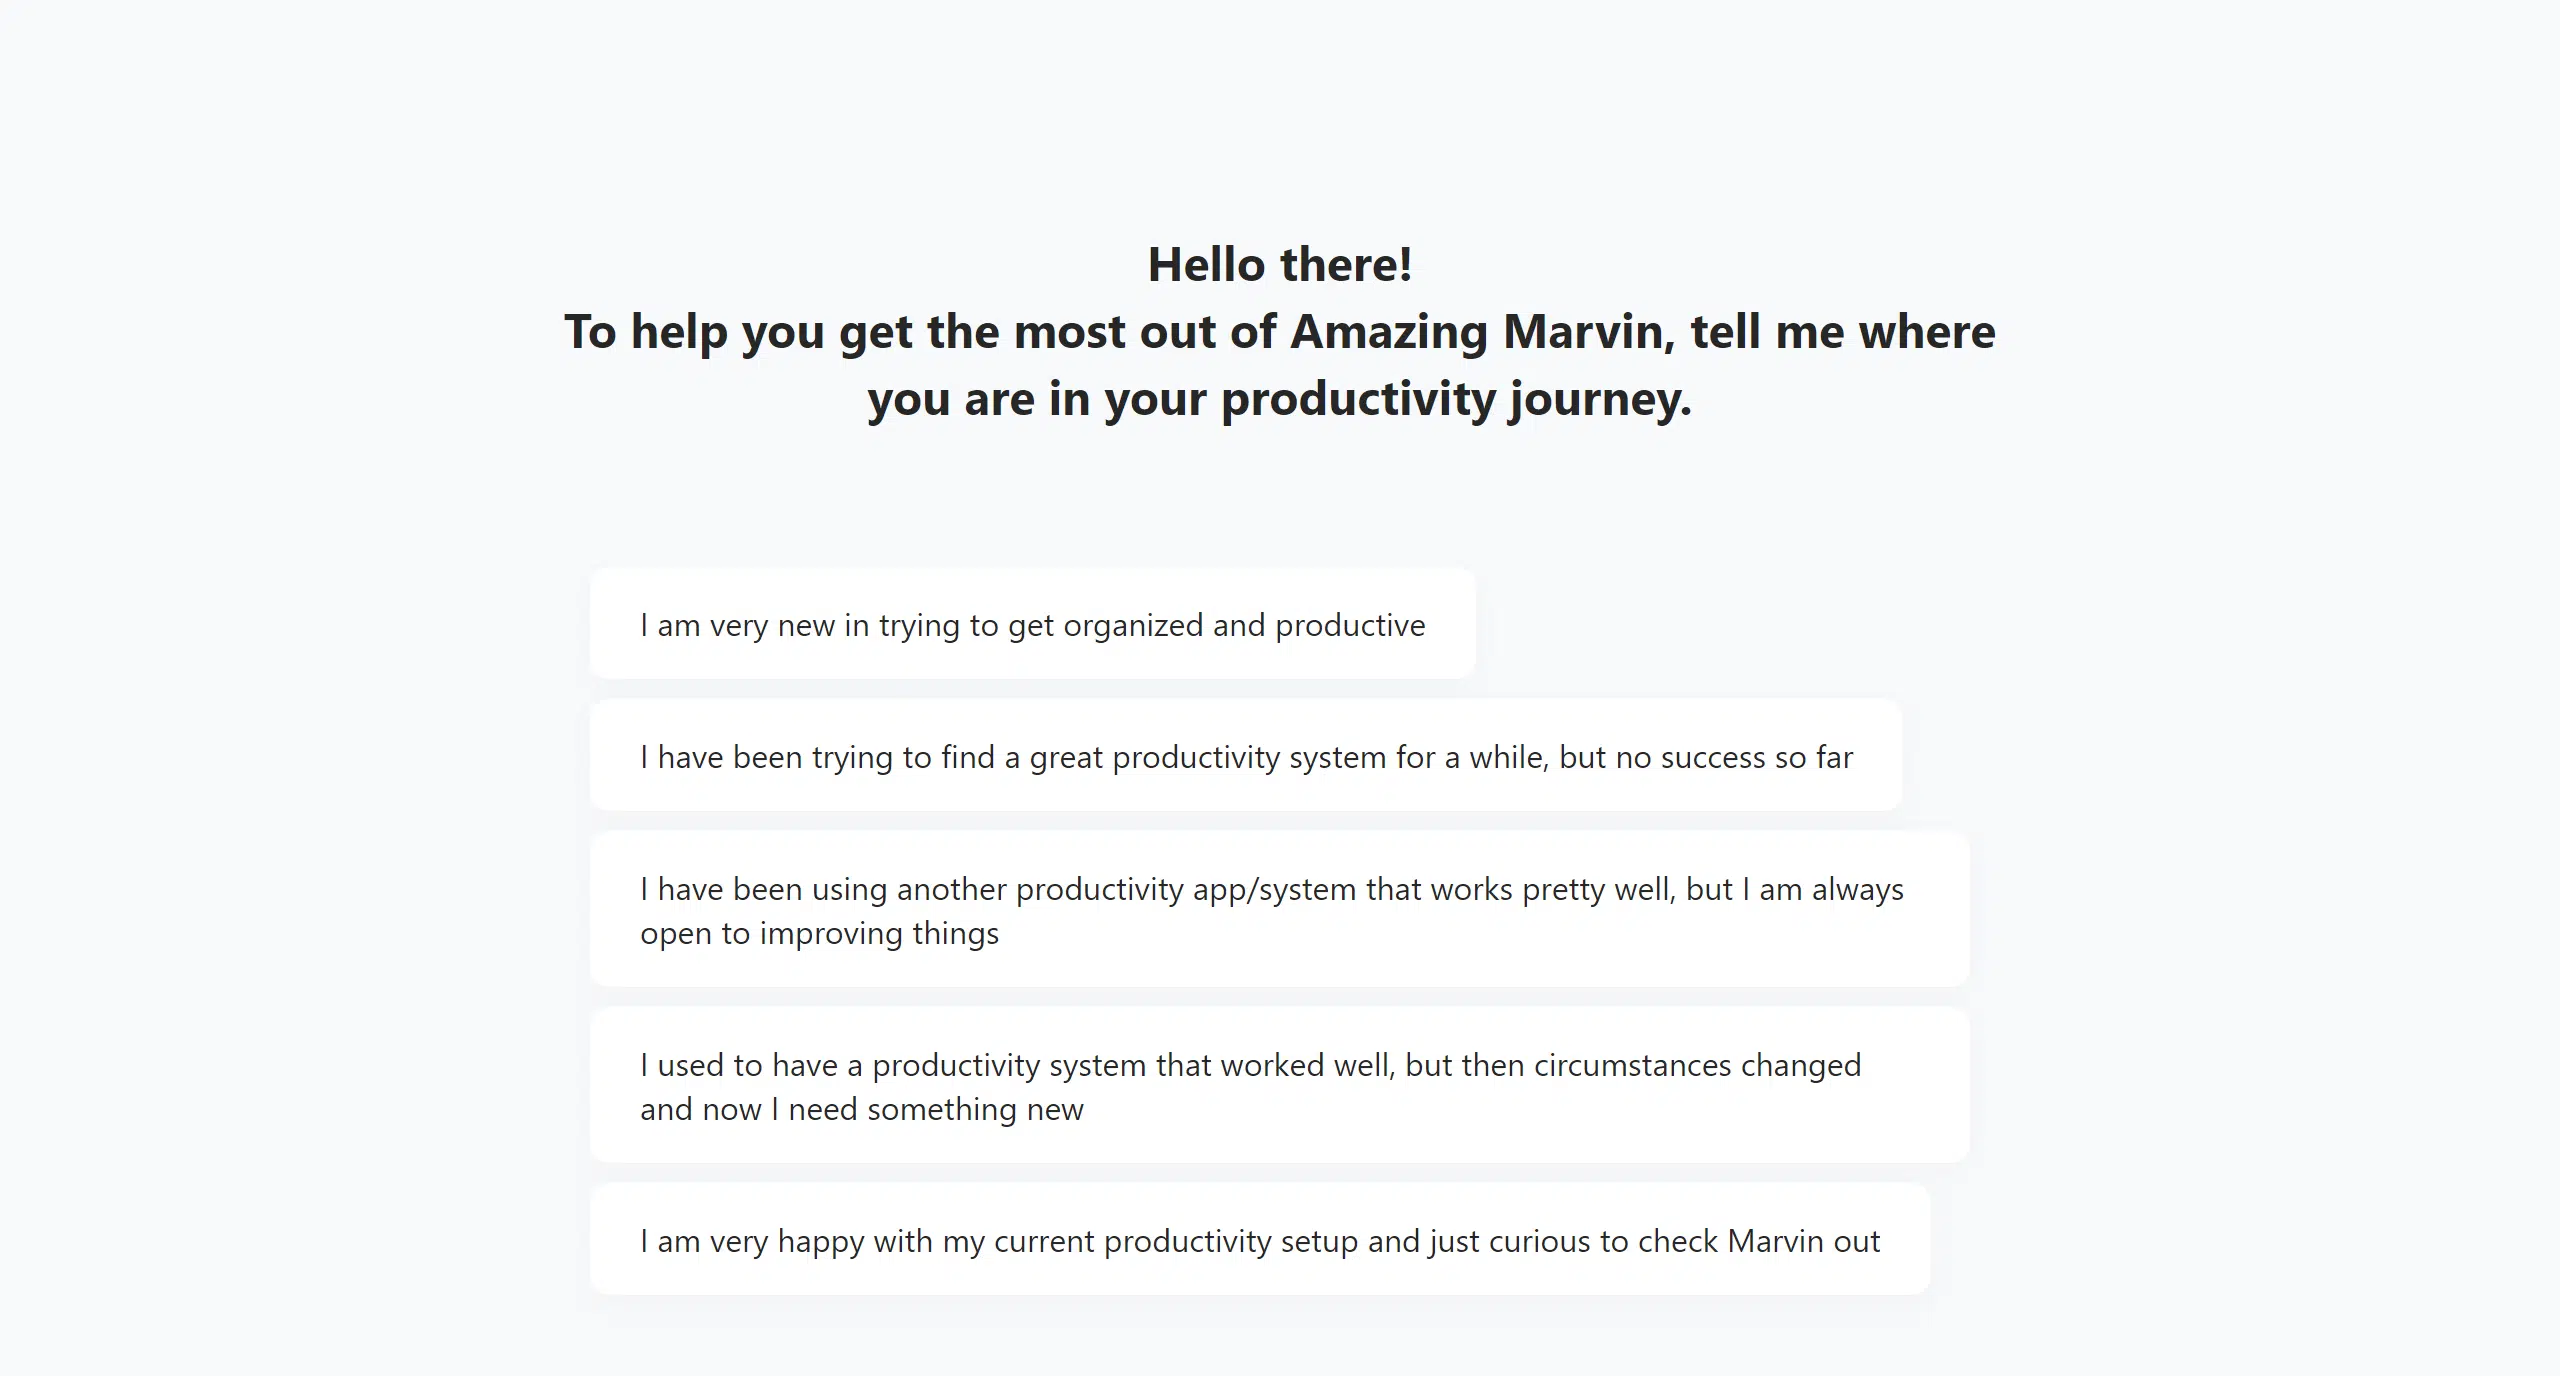 Hello there!
To help you get the most out of Amazing Marvin, tell me where
you are in your productivity journey.
I am very new in trying to get organized and productive
I have been trying to find a great productivity system for a while, but no success so far
I have been using another productivity app/system that works pretty well, but I am always
open to improving things
I used to have a productivity system that worked well, but then circumstances changed
and now I need something new
I am very happy with my current productivity setup and just curious to check Marvin out